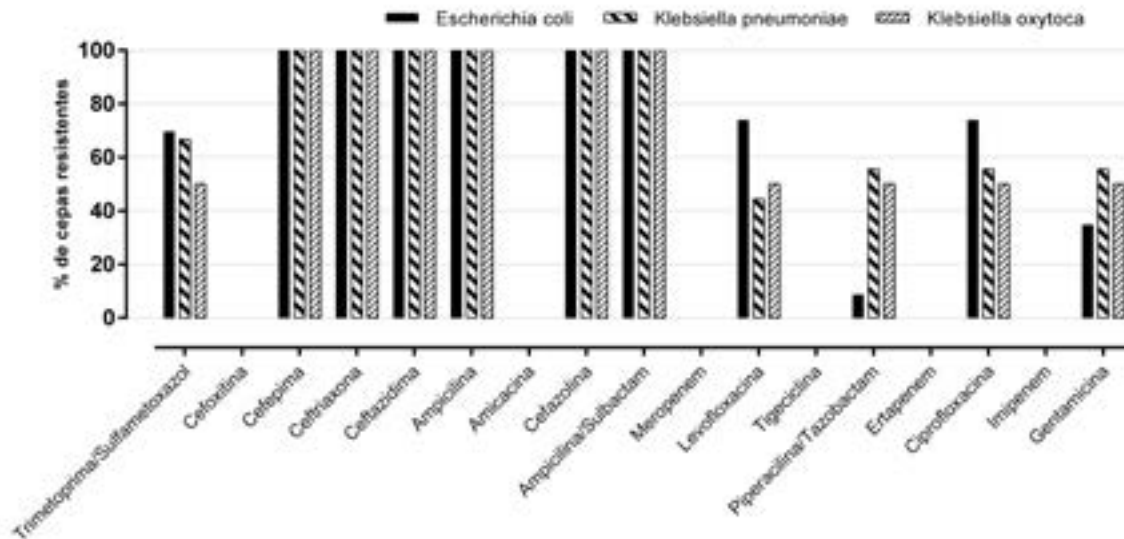 Escherichia coli Klebsiella pneumoniae Klebsiella oxytoca
% de cepas resistentes
100
80
60
40
20
0
Trimetoprima/Sulfametoxazol
Cefoxilina
Cefepima
Ceftriaxona
Ceftazidima
Ampicilina
Amicacina
Cefazolina
Ampicilina/Sulbactam
Meropenem
Levofloxacina
Tigeciclina
Piperacilina/Tazobactam
Ertapenem
Ciprofloxacina
Imipenem
Gentamicina